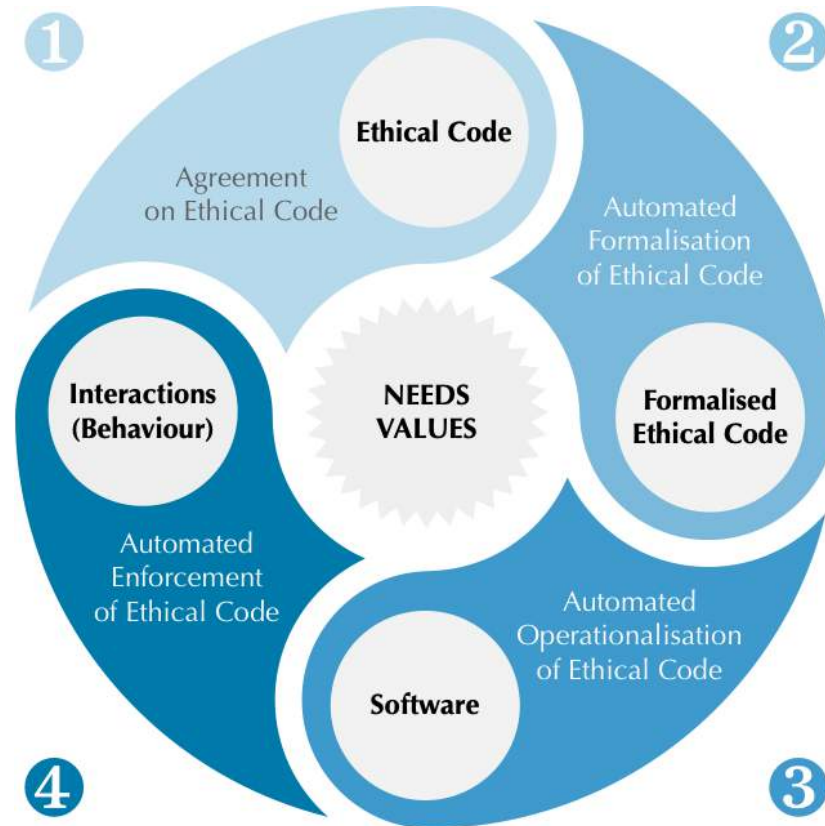 1
Ethical Code
Agreement
on Ethical Code
2
Automated
Formalisation
of Ethical Code
Formalised
Ethical Code
NEEDS
VALUES
3
Automated
Operationalisation
of Ethical Code
Software
4
Automated
Enforcement
of Ethical Code
Interactions
(Behaviour)